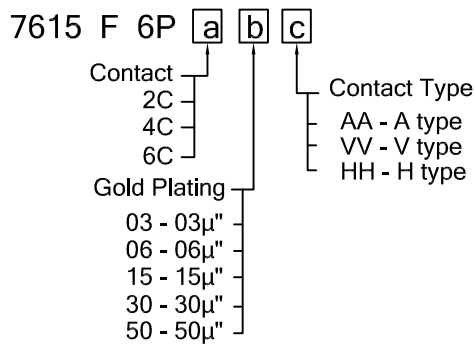 7615 F 6P a b c
Contact
2C
4C
6C
Gold Plating
03 - 03µ"
06 - 06µ"
15 - 15µ"
30 - 30µ"
50 - 50µ"
Contact Type
AA - A type
VV - V type
HH - H type